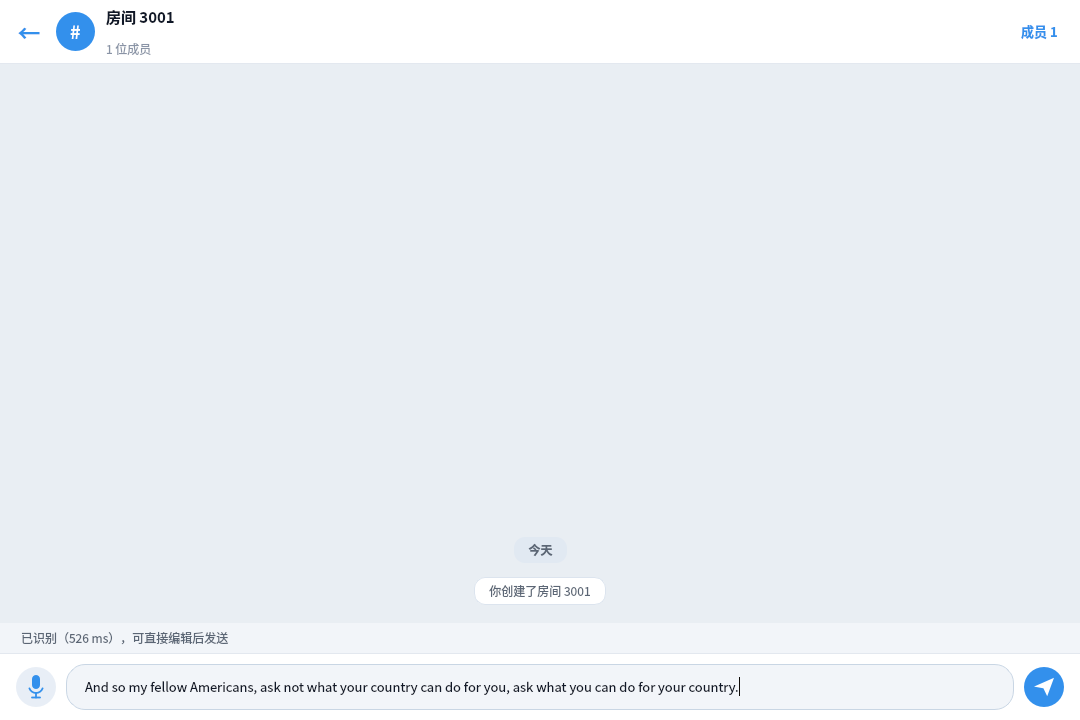 ←
#
房间 3001
1 位成员
成员 1
今天
你创建了房间 3001
已识别（526 ms），可直接编辑后发送
And so my fellow Americans, ask not what your country can do for you, ask what you can do for your country.